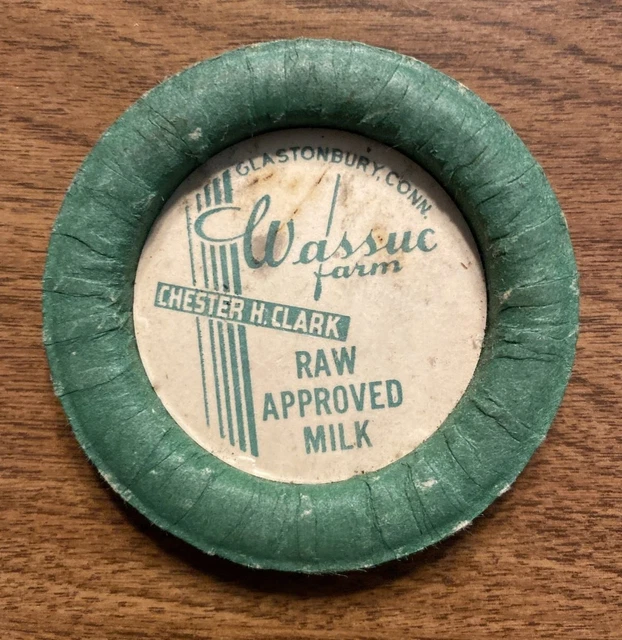 GLASTONBURY, CONN.
Wassuc
farm
CHESTER H. CLARK
RAW
APPROVED
MILK